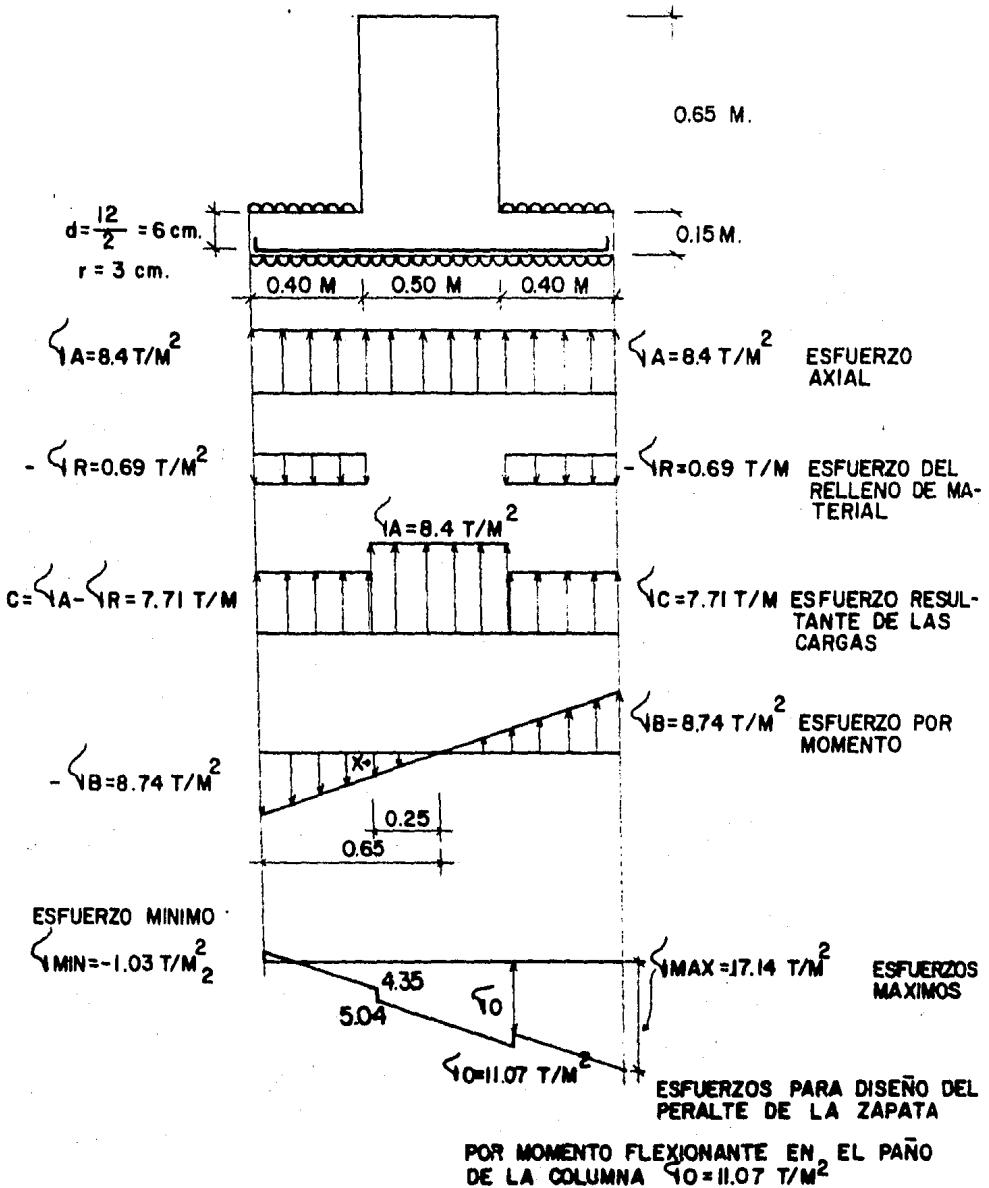 0.65 M.
d=12/2 = 6 cm.
r = 3 cm.
0.15 M.
0.40 M 0.50 M 0.40 M
σA=8.4 T/M² σA=8.4 T/M² ESFUERZO
AXIAL
- σR=0.69 T/M² - σR=0.69 T/M ESFUERZO DEL
RELLENO DE MA-
TERIAL
σA=8.4 T/M²
C=σA-σR=7.71 T/M σC=7.71 T/M ESFUERZO RESUL-
TANTE DE LAS
CARGAS
σB=8.74 T/M² ESFUERZO POR
MOMENTO
- σB=8.74 T/M² X
0.25
0.65
ESFUERZO MINIMO
σMIN=-1.03 T/M²₂ σMAX=17.14 T/M² ESFUERZOS
MAXIMOS
4.35
5.04 σO
σO=11.07 T/M²
ESFUERZOS PARA DISEÑO DEL
PERALTE DE LA ZAPATA
POR MOMENTO FLEXIONANTE EN EL PAÑO
DE LA COLUMNA σO=11.07 T/M²